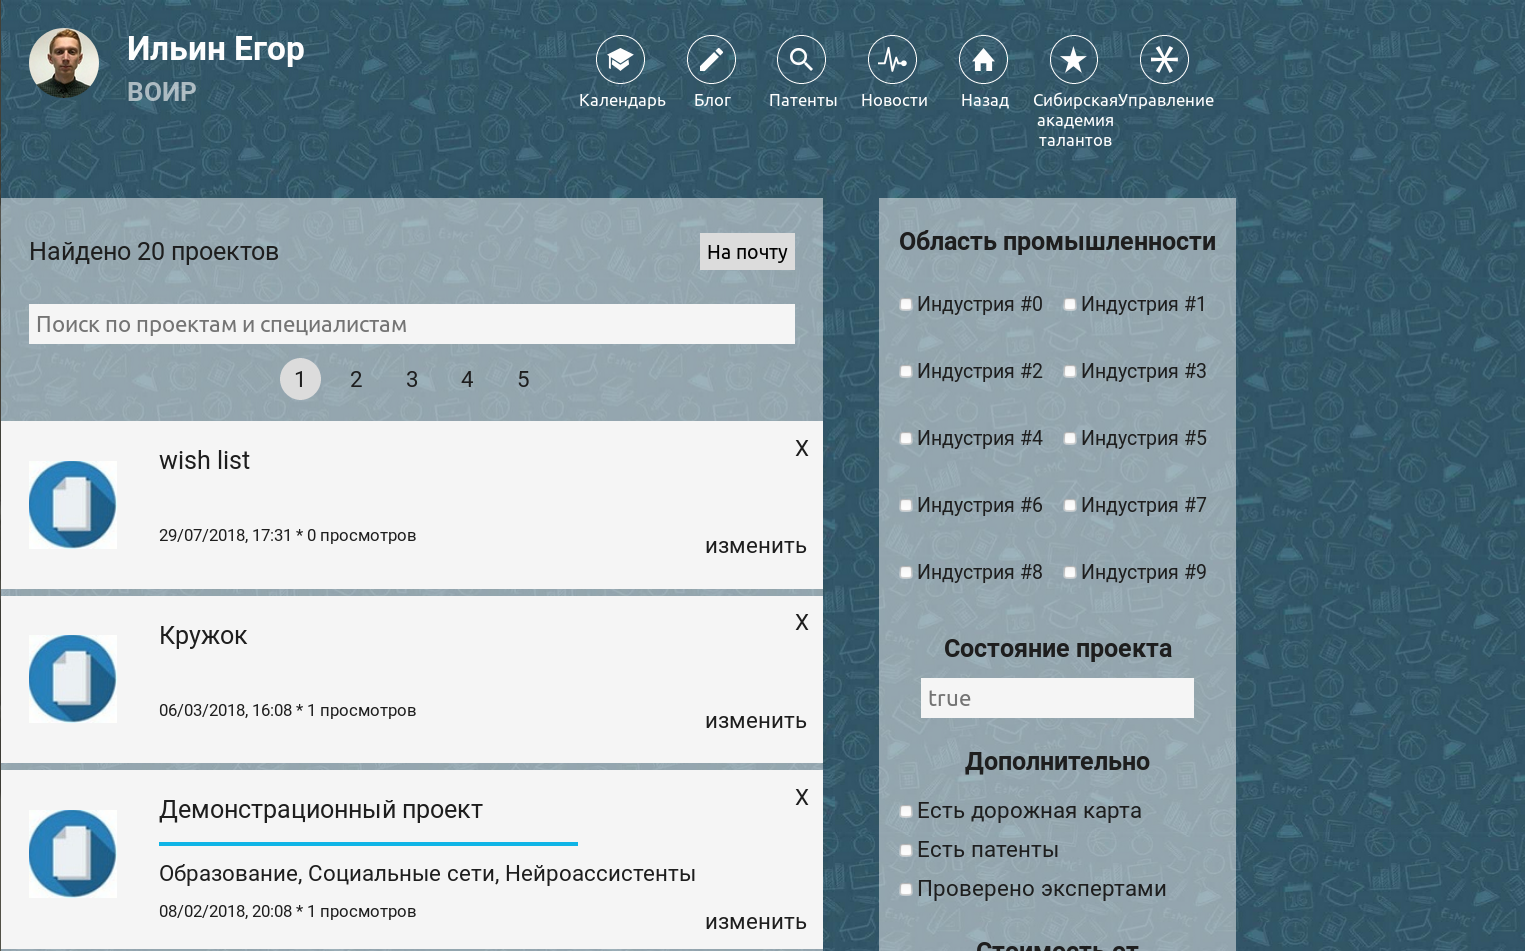 Ильин Егор
ВОИР
Календарь
Блог
Патенты
Новости
Назад
Сибирская
академия
талантов
Управление
Найдено 20 проектов
На почту
Поиск по проектам и специалистам
1 2 3 4 5
wish list
X
29/07/2018, 17:31 * 0 просмотров
изменить
Кружок
X
06/03/2018, 16:08 * 1 просмотров
изменить
Демонстрационный проект
X
Образование, Социальные сети, Нейроассистенты
08/02/2018, 20:08 * 1 просмотров
изменить
Область промышленности
Индустрия #0 Индустрия #1
Индустрия #2 Индустрия #3
Индустрия #4 Индустрия #5
Индустрия #6 Индустрия #7
Индустрия #8 Индустрия #9
Состояние проекта
true
Дополнительно
Есть дорожная карта
Есть патенты
Проверено экспертами
Стоимость от